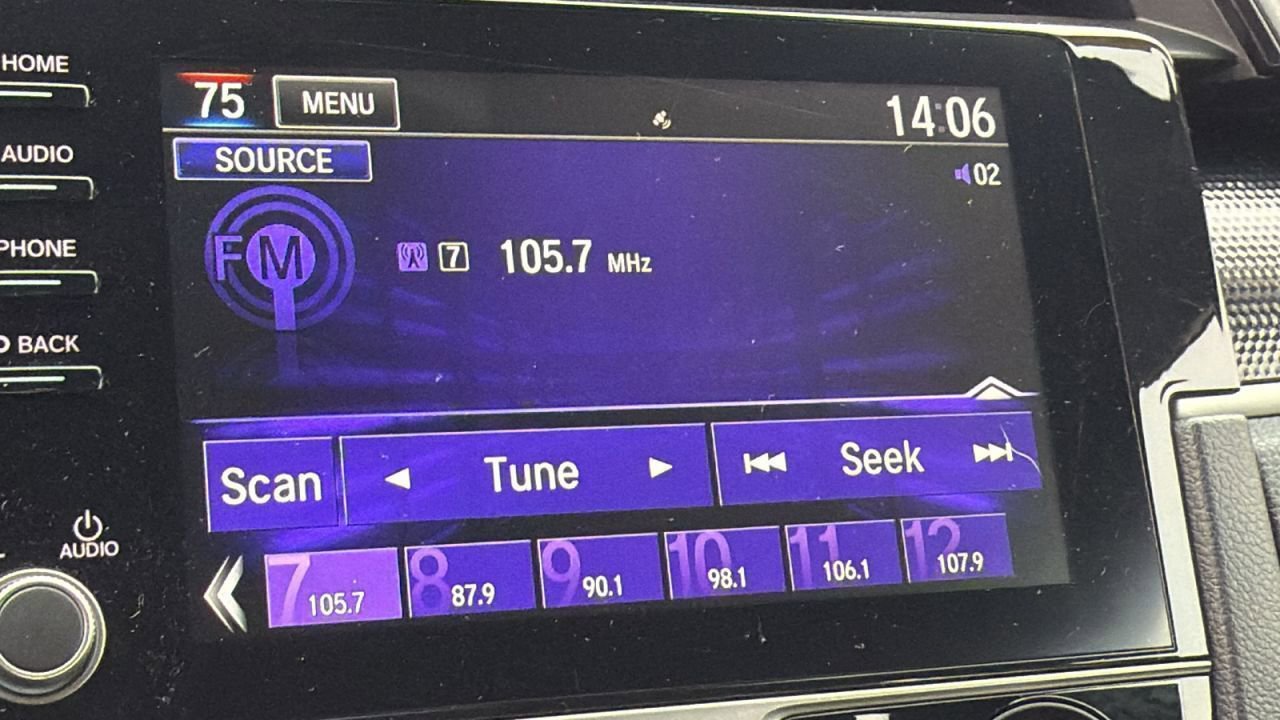 HOME
AUDIO
PHONE
BACK
AUDIO
75 MENU 14:06
SOURCE 02
FM 7 105.7 MHz
Scan Tune Seek
7 105.7 8 87.9 9 90.1 10 98.1 11 106.1 12 107.9